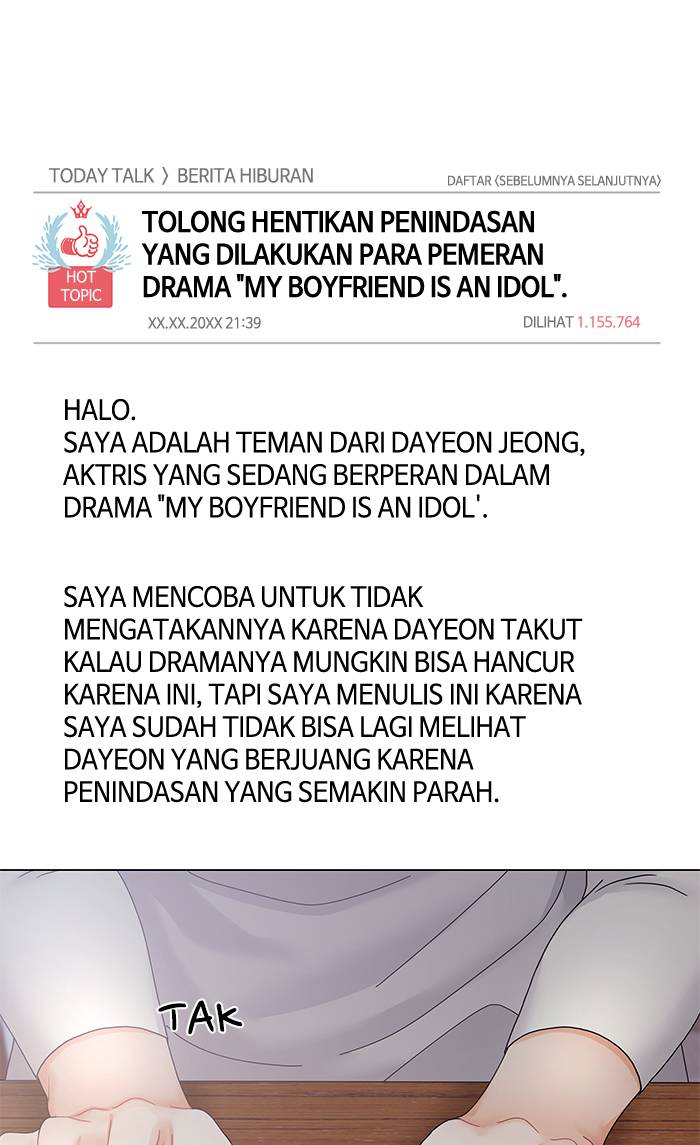 TODAY TALK 〉 BERITA HIBURAN
DAFTAR 〈SEBELUMNYA SELANJUTNYA〉
HOT
TOPIC
TOLONG HENTIKAN PENINDASAN
YANG DILAKUKAN PARA PEMERAN
DRAMA "MY BOYFRIEND IS AN IDOL".
XX.XX.20XX 21:39
DILIHAT 1.155.764
HALO.
SAYA ADALAH TEMAN DARI DAYEON JEONG,
AKTRIS YANG SEDANG BERPERAN DALAM
DRAMA "MY BOYFRIEND IS AN IDOL'.
SAYA MENCOBA UNTUK TIDAK
MENGATAKANNYA KARENA DAYEON TAKUT
KALAU DRAMANYA MUNGKIN BISA HANCUR
KARENA INI, TAPI SAYA MENULIS INI KARENA
SAYA SUDAH TIDAK BISA LAGI MELIHAT
DAYEON YANG BERJUANG KARENA
PENINDASAN YANG SEMAKIN PARAH.
TAK